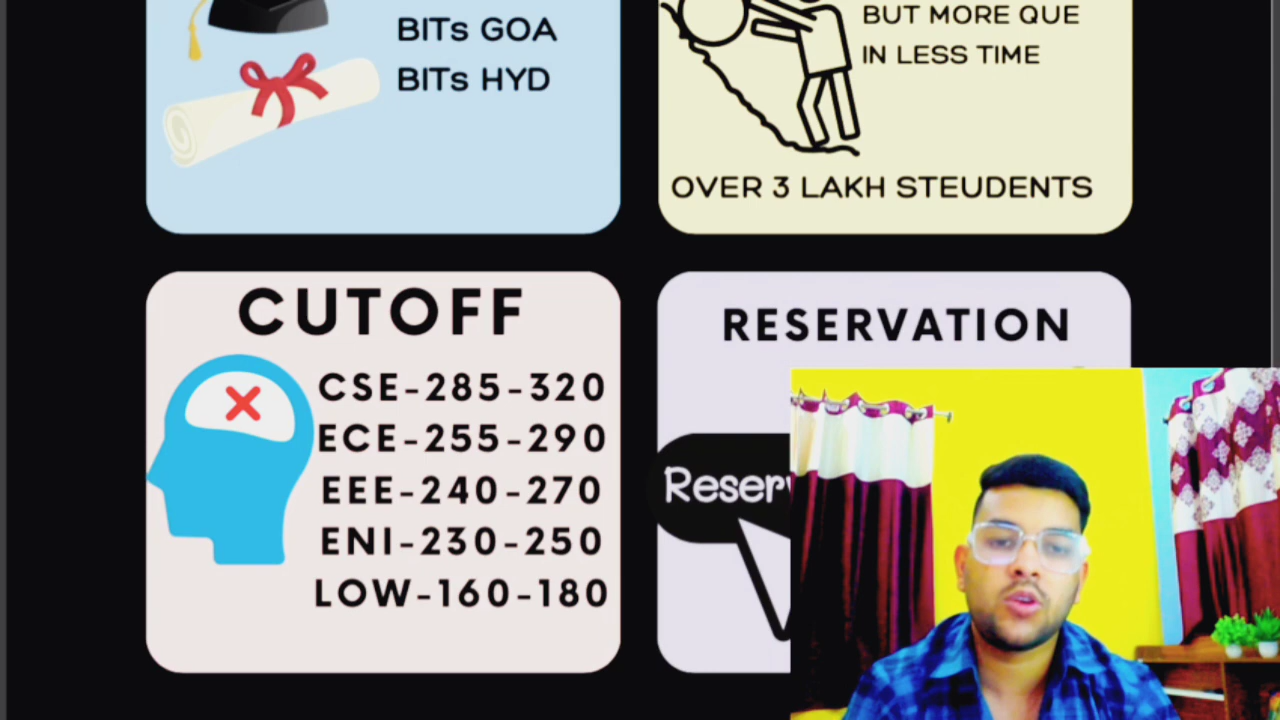 BITs GOA
BITs HYD
BUT MORE QUE
IN LESS TIME
OVER 3 LAKH STEUDENTS
CUTOFF
CSE-285-320
ECE-255-290
EEE-240-270
ENI-230-250
LOW-160-180
RESERVATION